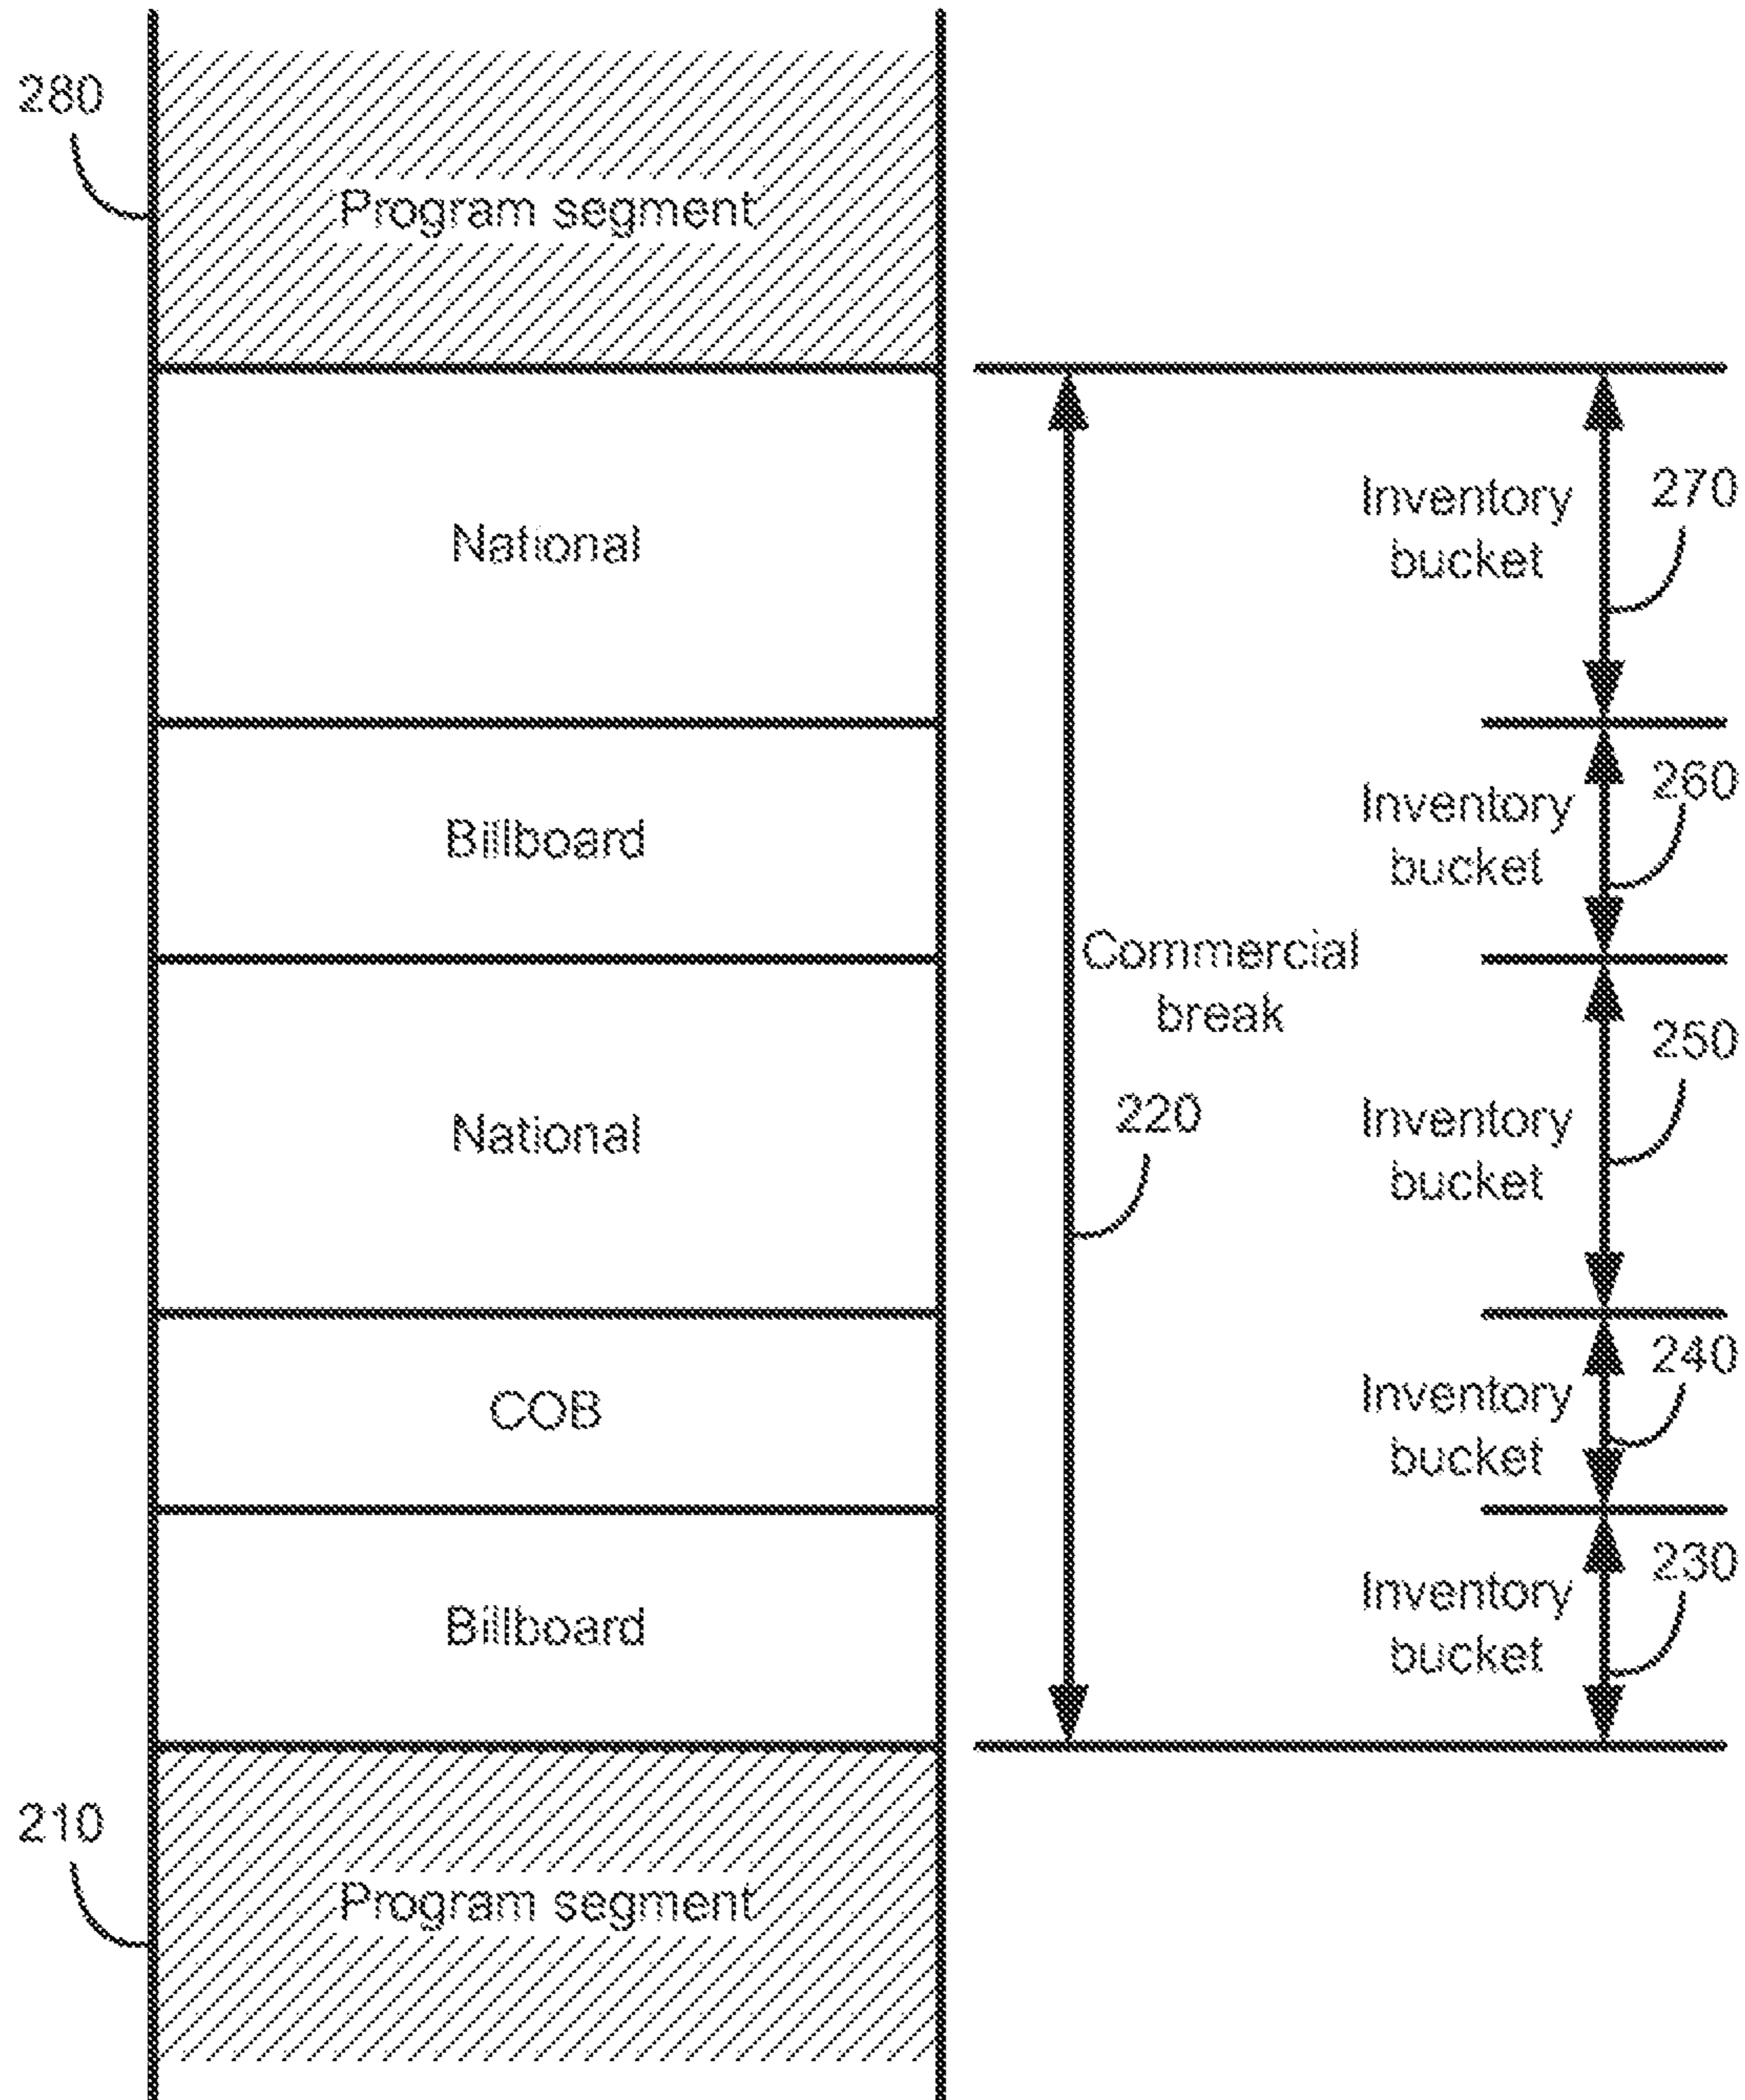 280
Program segment
National
Inventory
bucket
270
Billboard
Inventory
bucket
260
Commercial
break
National
Inventory
bucket
250
220
COB
Inventory
bucket
240
Billboard
Inventory
bucket
230
210
Program segment